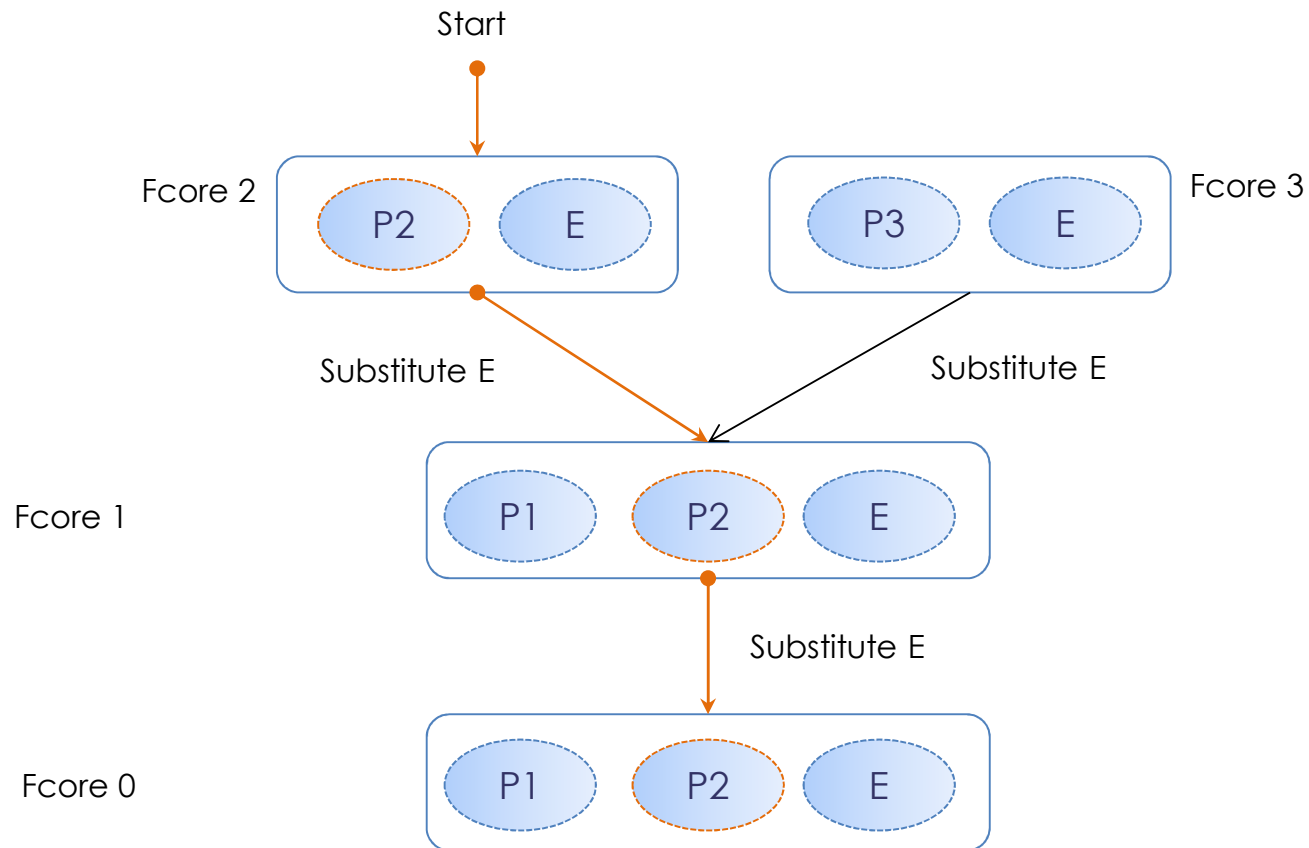 Start
Fcore 2
P2
E
P3
E
Fcore 3
Substitute E
Substitute E
Fcore 1
P1
P2
E
Substitute E
Fcore 0
P1
P2
E